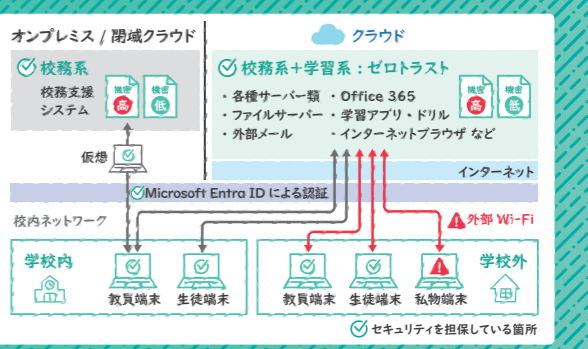 オンプレミス / 閉域クラウド
クラウド
校務系
校務支援
システム
機密
高
機密
低
校務系＋学習系：ゼロトラスト
・各種サーバー類 ・Office 365
・ファイルサーバー ・学習アプリ・ドリル
・外部メール ・インターネットブラウザ など
機密
高
機密
低
仮想
インターネット
Microsoft Entra ID による認証
校内ネットワーク
外部 Wi-Fi
学校内
教員端末
生徒端末
教員端末
生徒端末
私物端末
学校外
セキュリティを担保している箇所